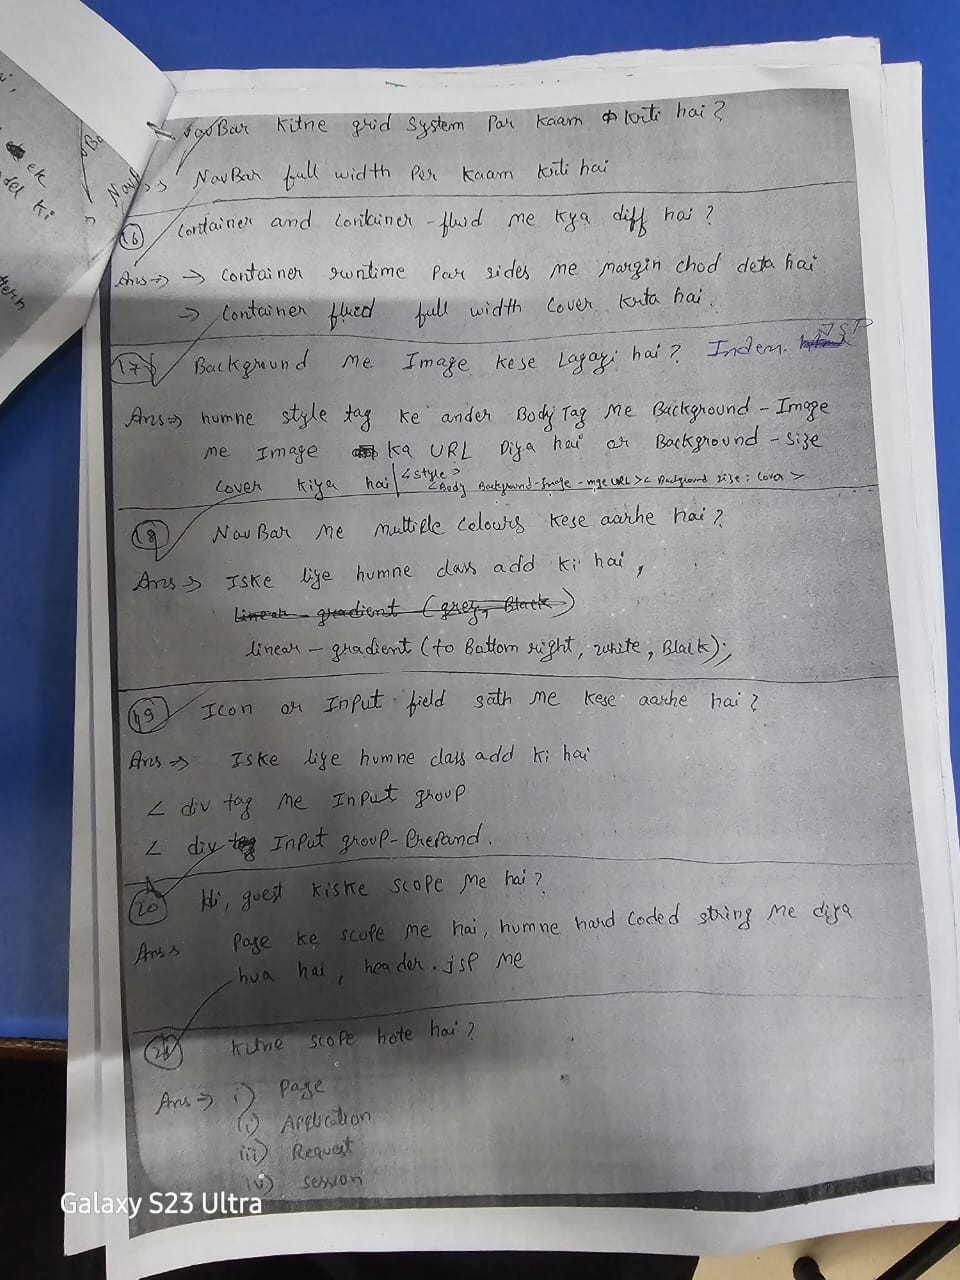 NavBar kitne grid system par kaam krti hai?
NavBar full width per kaam krti hai
16 Container and container-fluid me kya diff hai?
Ans => → Container runtime par sides me margin chod deta hai
→ Container fluid full width cover krta hai.
17 Background me Image kese Lagayi hai? Index. JSP
Ans => humne style tag ke ander Body Tag me Background-Image
me Image ka URL Diya hai or Background-size
cover kiya hai <style>
<Body Background-Image - URL >< Background size: cover >
18 NavBar me multiple colours kese aarhe hai?
Ans => Iske liye humne class add ki hai,
linear-gradient (grey, Black)
linear-gradient (to Bottom right, white, Black);
19 Icon or Input field sath me kese aarhe hai?
Ans => Iske liye humne class add ki hai
< div tag me Input group
< div tag Input group-Prepand.
20 Hi, guest kiske scope me hai?
Ans => Page ke scope me hai, humne hard coded string me diya
hua hai, header.jsp me
21 kitne scope hote hai?
Ans => i) Page
ii) Application
iii) Request
iv) session
Galaxy S23 Ultra